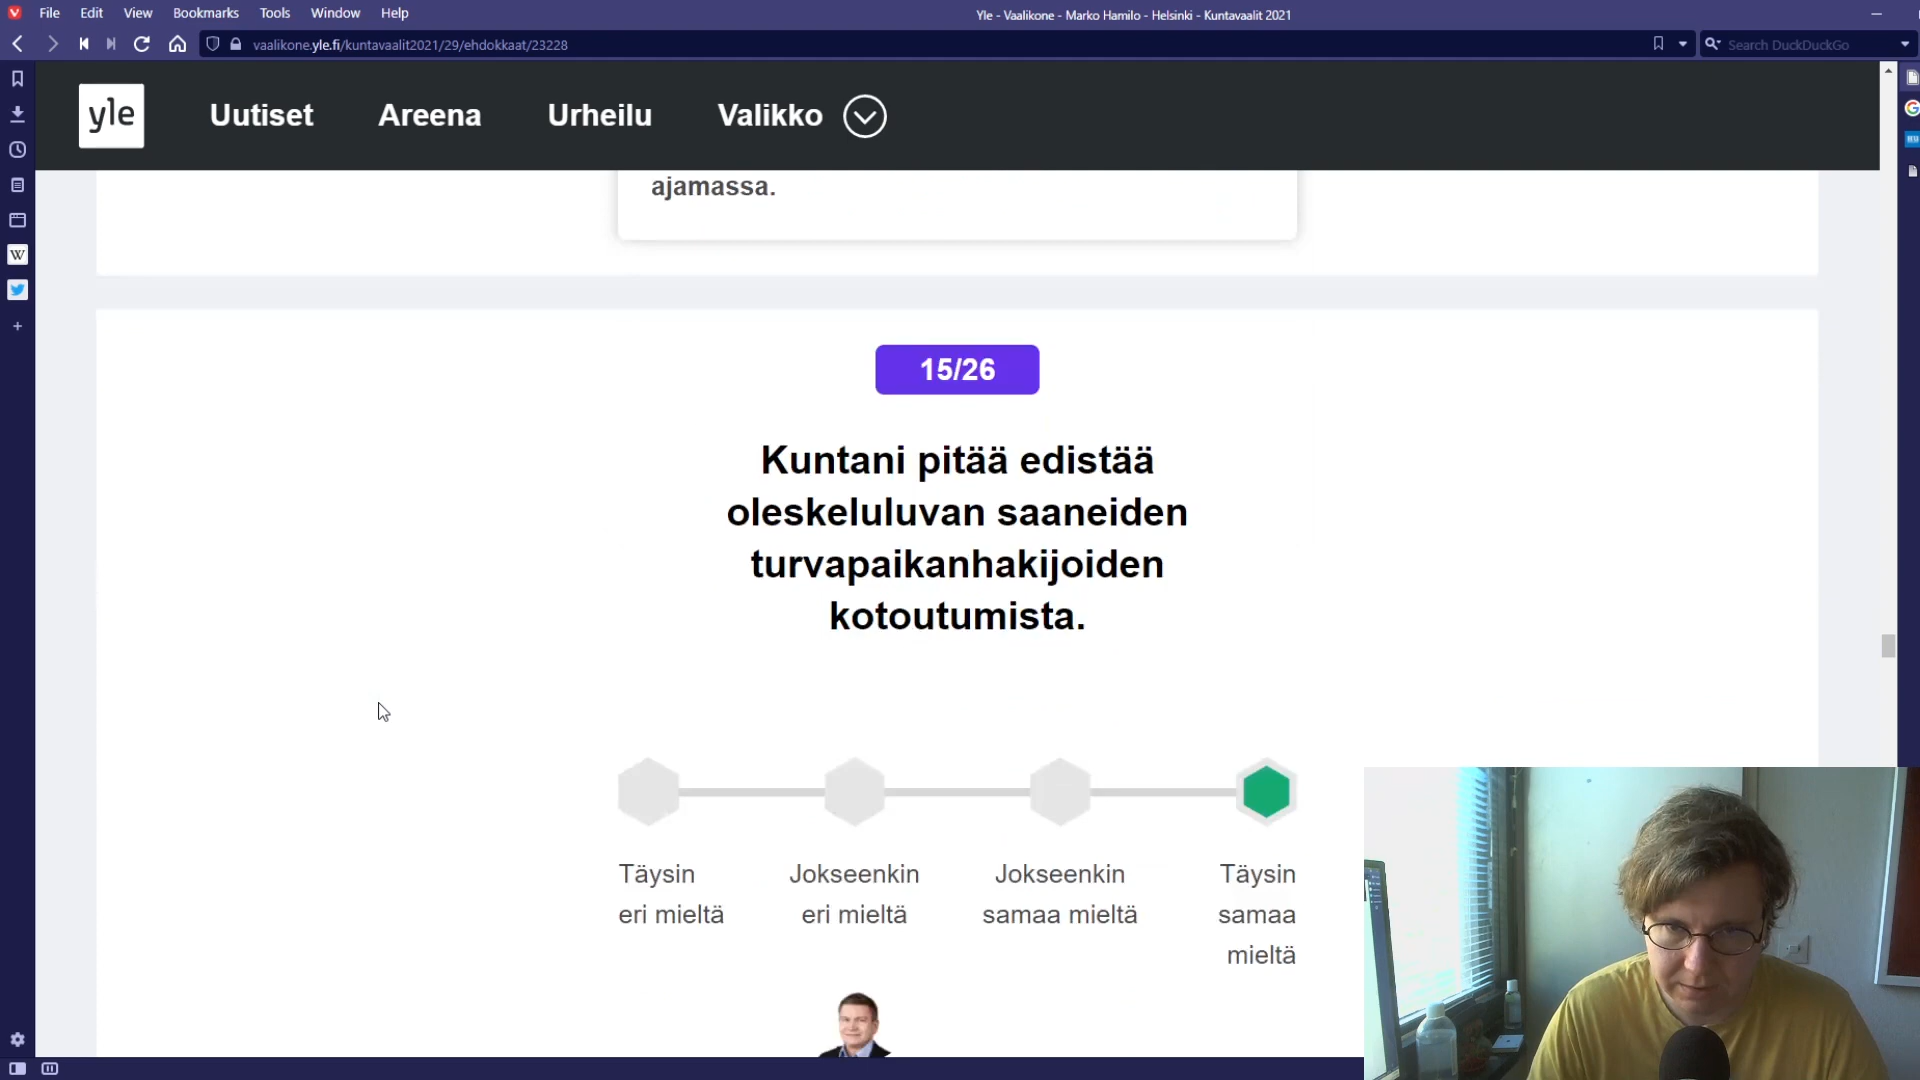 File Edit View Bookmarks Tools Window Help
Yle - Vaalikone - Marko Hamilo - Helsinki - Kuntavaalit 2021
vaalikone.yle.fi/kuntavaalit2021/29/ehdokkaat/23228
Search DuckDuckGo
yle Uutiset Areena Urheilu Valikko
ajamassa.
W
15/26
Kuntani pitää edistää
oleskeluluvan saaneiden
turvapaikanhakijoiden
kotoutumista.
Täysin
eri mieltä
Jokseenkin
eri mieltä
Jokseenkin
samaa mieltä
Täysin
samaa
mieltä